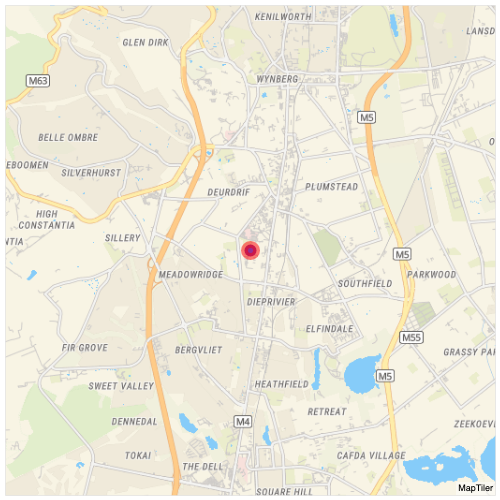 KENILWORTH
LANSD
GLEN DIRK
WYNBERG
M63
M5
BELLE OMBRE
O
EBOOMEN
SILVERHURST
DEURDRIF
PLUMSTEAD
HIGH
CONSTANTIA
NTIA
SILLERY
M5
MEADOWRIDGE
PARKWOOD
SOUTHFIELD
DIEPRIVIER
ELFINDALE
M55
FIR GROVE
BERGVLIET
GRASSY PAR
M5
SWEET VALLEY
HEATHFIELD
RETREAT
DENNEDAL
M4
ZEEKOEV
TOKAI
CAFDA VILLAGE
THE DELL
SQUARE HILL
MapTiler